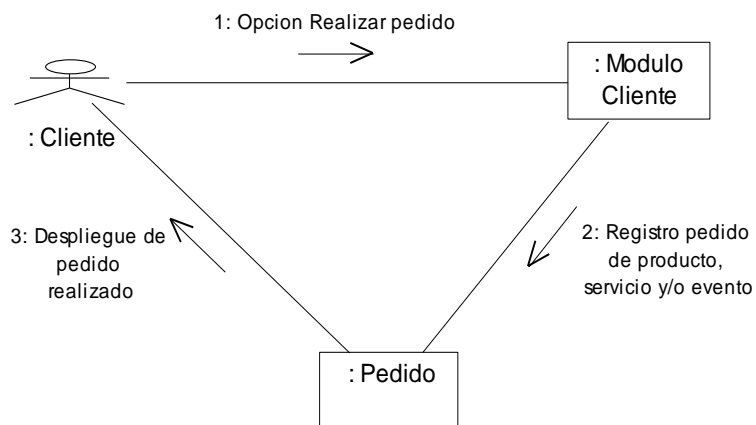 1: Opcion Realizar pedido
: Modulo
Cliente
: Cliente
3: Despliegue de
pedido
realizado
2: Registro pedido
de producto,
servicio y/o evento
: Pedido